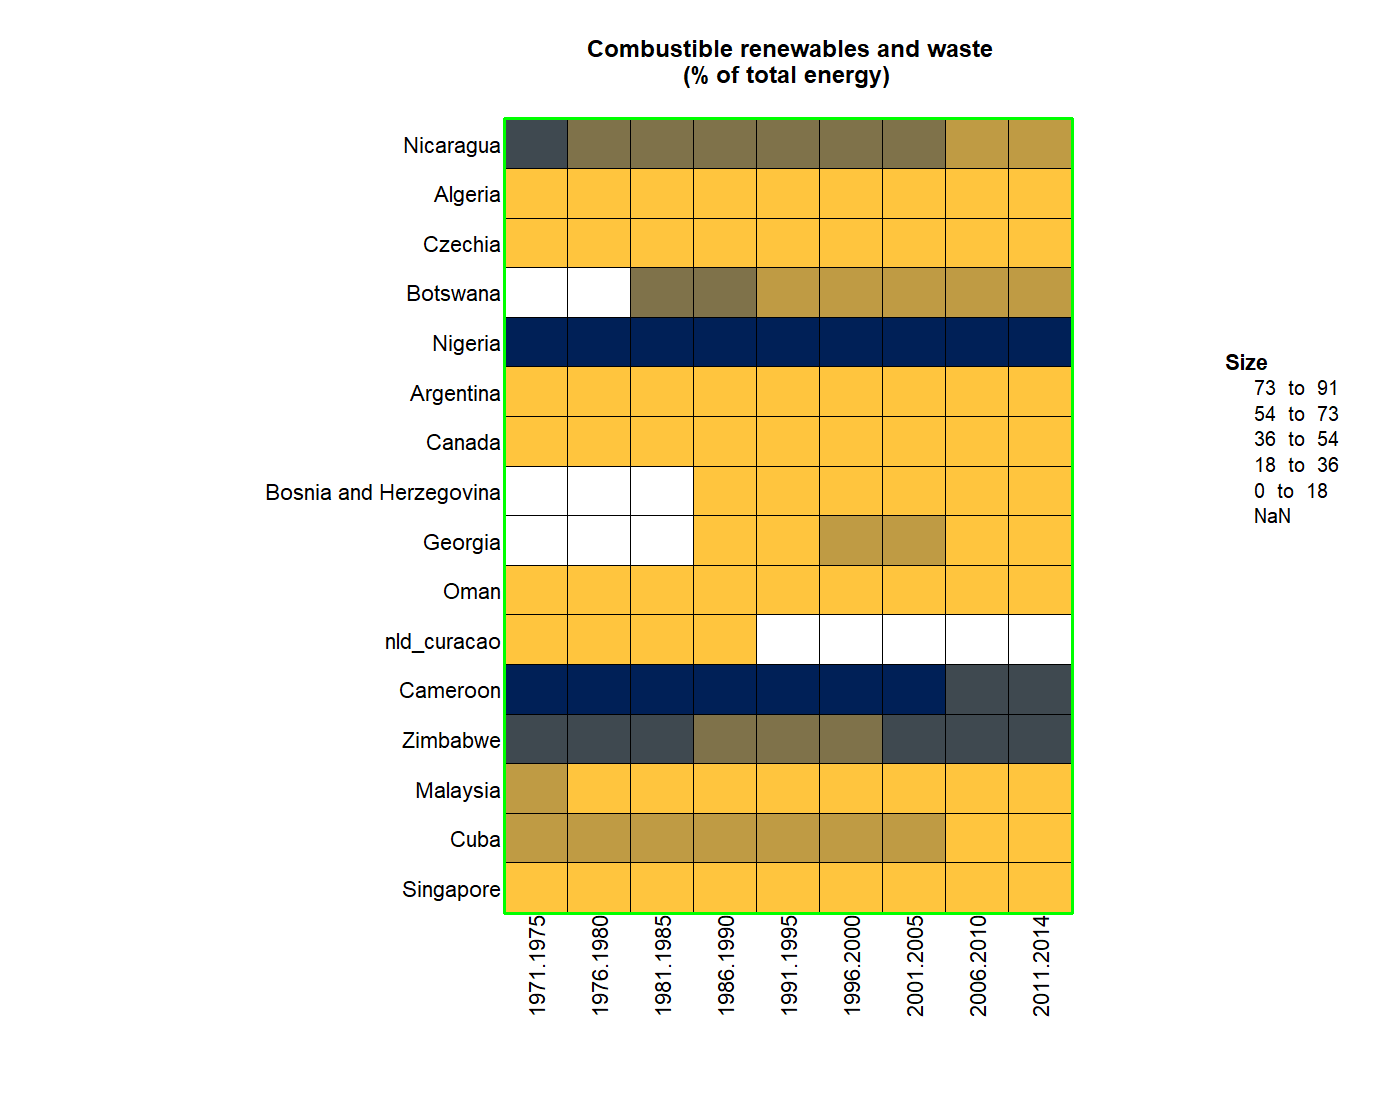 Combustible renewables and waste
(% of total energy)
Nicaragua
Algeria
Czechia
Botswana
Nigeria
Argentina
Canada
Bosnia and Herzegovina
Georgia
Oman
nld_curacao
Cameroon
Zimbabwe
Malaysia
Cuba
Singapore
1971.1975
1976.1980
1981.1985
1986.1990
1991.1995
1996.2000
2001.2005
2006.2010
2011.2014
Size
73 to 91
54 to 73
36 to 54
18 to 36
0 to 18
NaN